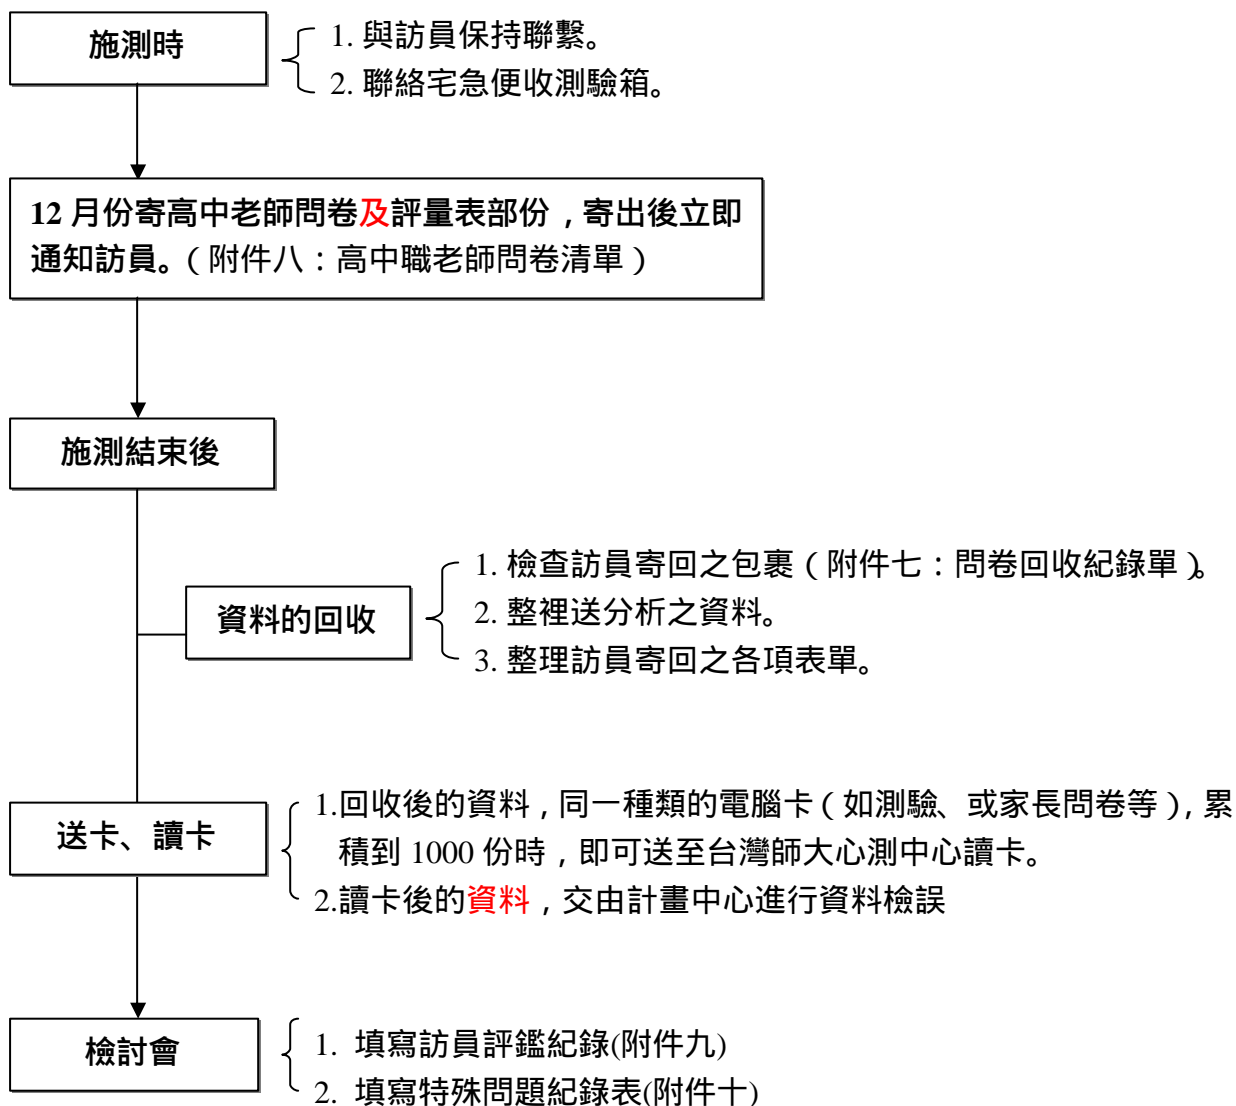 施測時
1. 與訪員保持聯繫。
2. 聯絡宅急便收測驗箱。
12 月份寄高中老師問卷及評量表部份，寄出後立即
通知訪員。（附件八：高中職老師問卷清單）
施測結束後
資料的回收
1. 檢查訪員寄回之包裹（附件七：問卷回收紀錄單）。
2. 整裡送分析之資料。
3. 整理訪員寄回之各項表單。
送卡、讀卡
1.回收後的資料，同一種類的電腦卡（如測驗、或家長問卷等），累
積到 1000 份時，即可送至台灣師大心測中心讀卡。
2.讀卡後的資料，交由計畫中心進行資料檢誤
檢討會
1. 填寫訪員評鑑紀錄(附件九)
2. 填寫特殊問題紀錄表(附件十)